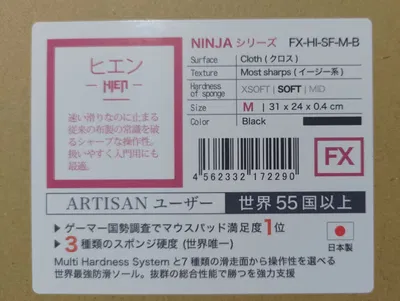 ヒエン
HIEN
速い滑りなのに止まる
従来の布製の常識を破
るシャープな操作性。
扱いやすく入門用にも
最適。
NINJA シリーズ FX-HI-SF-M-B
Surface Cloth ( クロス )
Texture Most sharps ( イージー系 )
Hardness of sponge XSOFT | SOFT | MID
Size M | 31 x 24 x 0.4 cm
Color Black
4 562332 172290
FX
ARTISAN ユーザー 世界 55 国以上
▶ ゲーマー国勢調査でマウスパッド満足度 1位
▶ 3 種類のスポンジ硬度 (世界唯一)
日本製
Multi Hardness System と7 種類の滑走面から操作性を選べる
世界最強防滑ソール。抜群の総合性能で勝つを強力支援